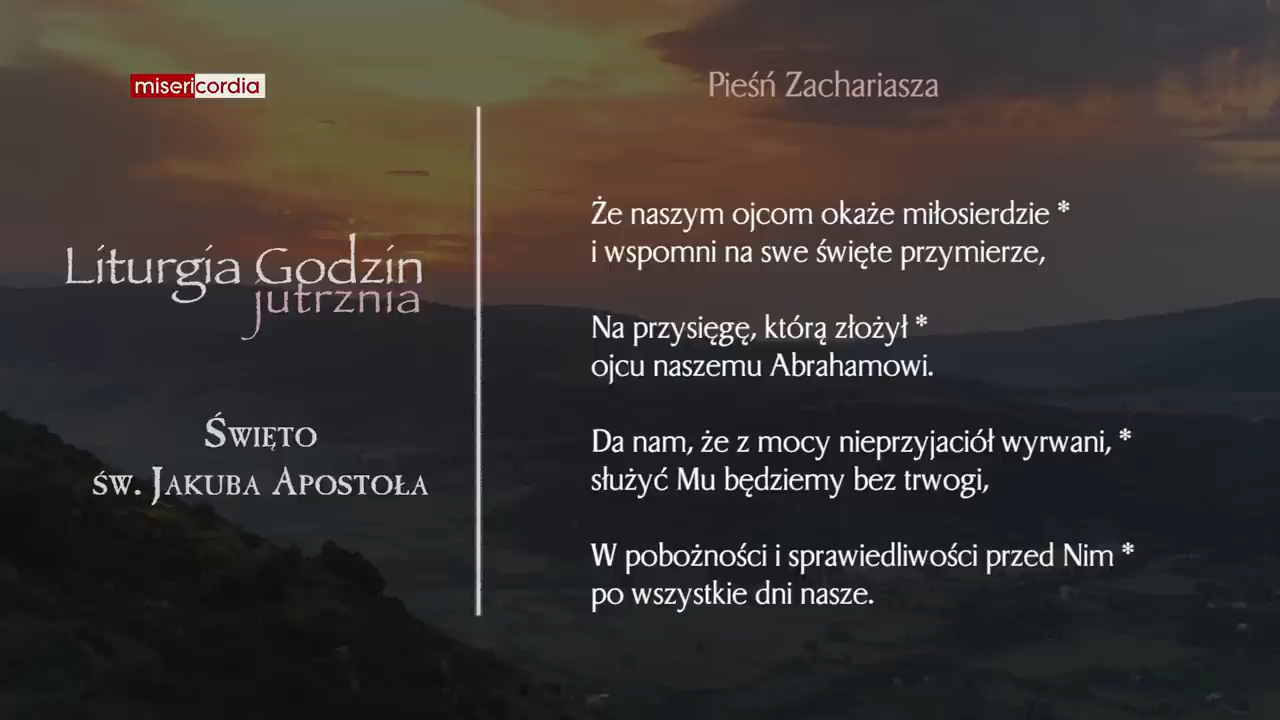 misericordia
Liturgia Godzin
jutrznia
Święto
św. Jakuba Apostoła
Pieśń Zachariasza
Że naszym ojcom okaże miłosierdzie *
i wspomni na swe święte przymierze,
Na przysięgę, którą złożył *
ojcu naszemu Abrahamowi.
Da nam, że z mocy nieprzyjaciół wyrwani, *
służyć Mu będziemy bez trwogi,
W pobożności i sprawiedliwości przed Nim *
po wszystkie dni nasze.